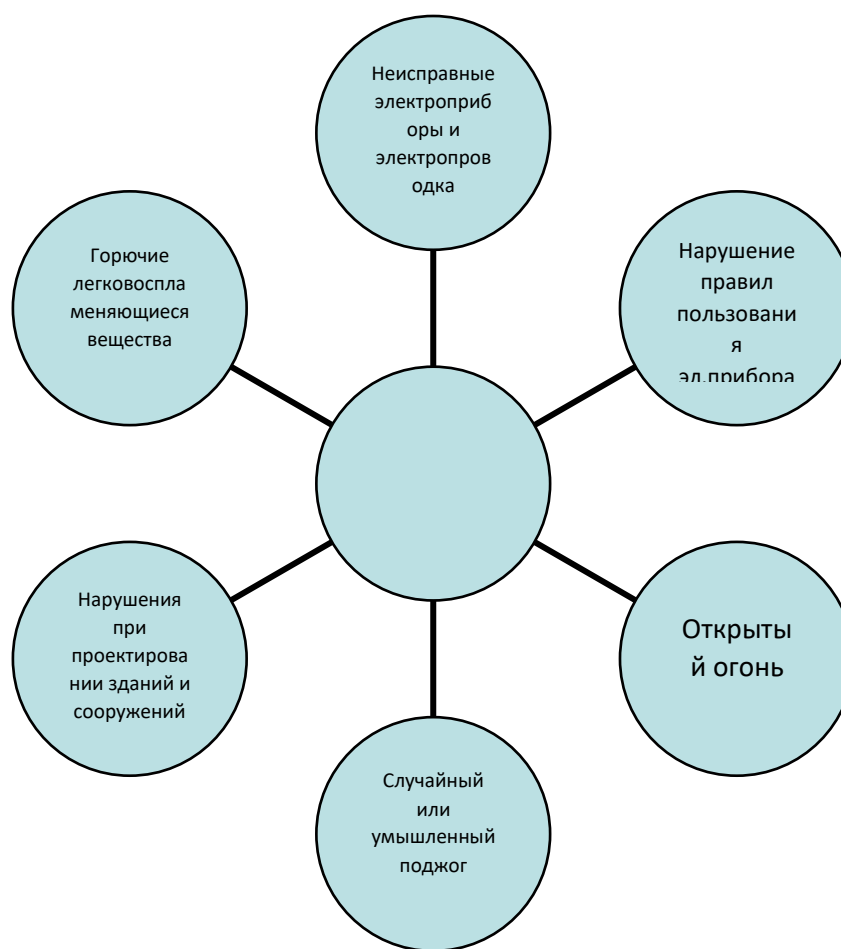 Неисправные
электроприб
оры и
электропров
одка
Нарушение
правил
пользовани
я
эл.прибора
Открыты
й огонь
Случайный
или
умышленный
поджог
Нарушения
при
проектирова
нии зданий и
сооружений
Горючие
легковоспла
меняющиеся
вещества